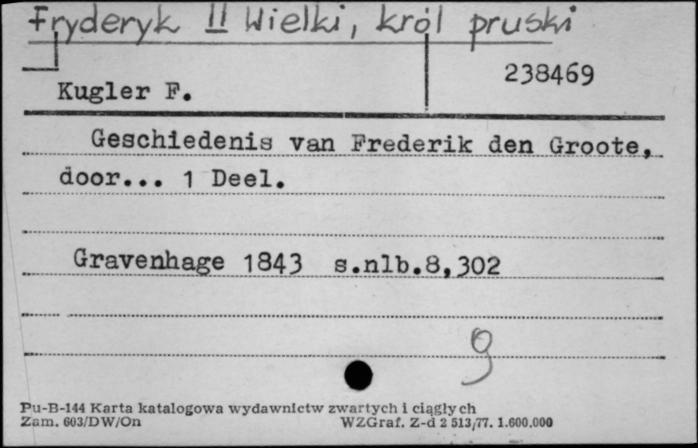 Fryderyk II Wielki, król pruski
238469
Kugler F.
Geschiedenis van Frederik den Groote,
door... 1 Deel.
Gravenhage 1843 s.nlb.8,302
g
Pu-B-144 Karta katalogowa wydawnictw zwartych i ciągłych
Zam. 603/DW/On WZGraf. Z-d 2 513/77. 1.600.000